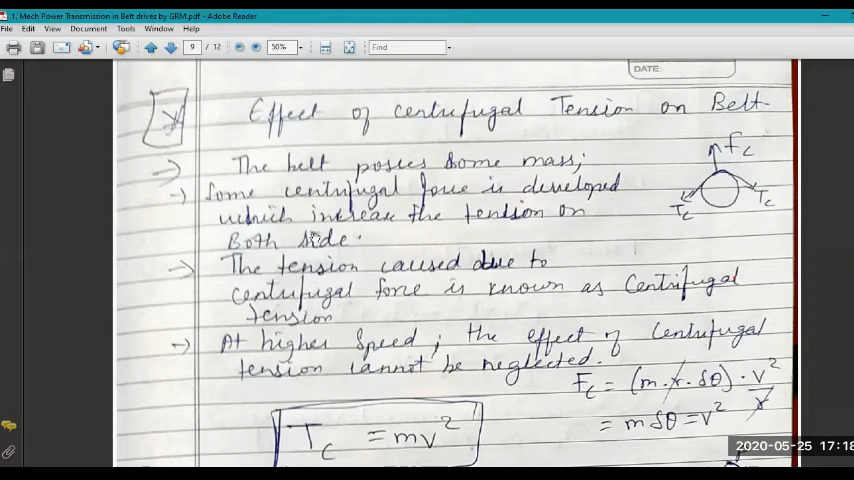 1. Mech Power Transmission in Belt drives by GRM.pdf - Adobe Reader
File Edit View Document Tools Window Help
9 / 12 50% Find
DATE:
Effect of centrifugal Tension on Belt-
→ The belt posses some mass;
→ Some centrifugal force is developed
which increase the tension on
Both side.
→ The tension caused due to
centrifugal force is known as Centrifugal
tension
→ At higher speed, the effect of Centrifugal
tension cannot be neglected.
Fc
Tc Tc
Fc = (m·r·δθ)·v²/r
= mδθ=v²
Tc = mv²
2020-05-25 17:18